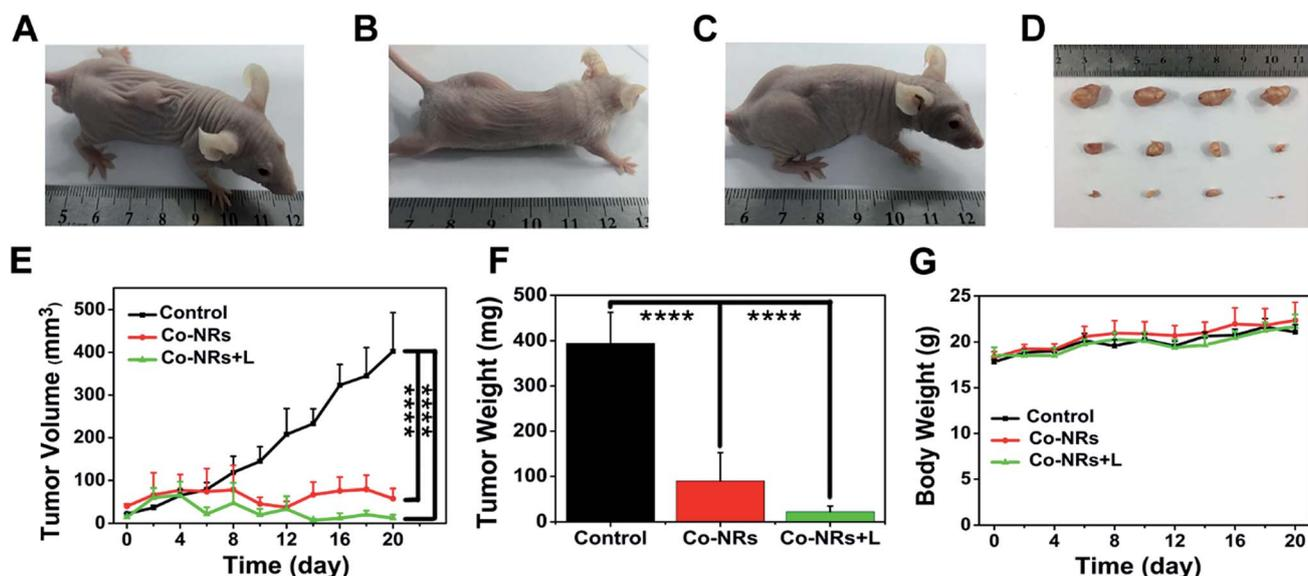 A
B
C
D
5 6 7 8 9 10 11 12
7 8 9 10 11 12
6 7 8 9 10 11 12
2 3 4 5 6 7 8 9 10 11
E
Tumor Volume (mm³)
500
400
300
200
100
0
Control
Co-NRs
Co-NRs+L
****
****
0 4 8 12 16 20
Time (day)
F
Tumor Weight (mg)
500
400
300
200
100
0
**** ****
Control Co-NRs Co-NRs+L
G
Body Weight (g)
25
20
15
10
5
0
Control
Co-NRs
Co-NRs+L
0 4 8 12 16 20
Time (day)